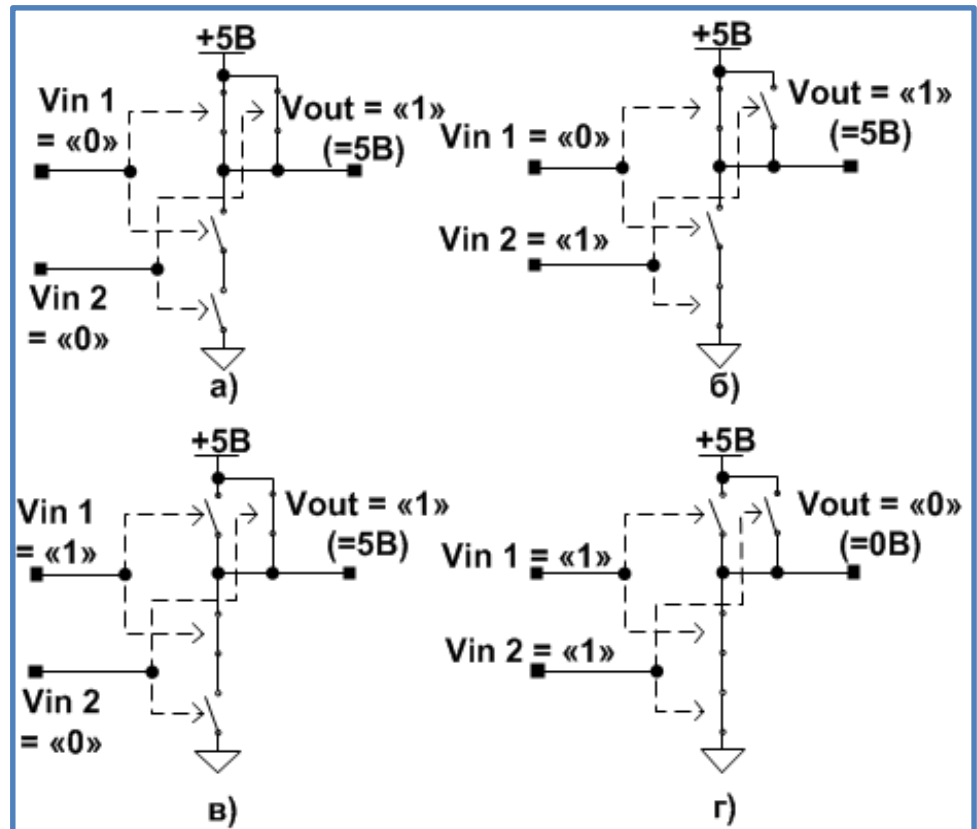 +5В
Vin 1
= «0»
Vout = «1»
(=5В)
Vin 2
= «0»
а)
+5В
Vin 1 = «0»
Vout = «1»
(=5В)
Vin 2 = «1»
б)
+5В
Vin 1
= «1»
Vout = «1»
(=5В)
Vin 2
= «0»
в)
+5В
Vin 1 = «1»
Vout = «0»
(=0В)
Vin 2 = «1»
г)